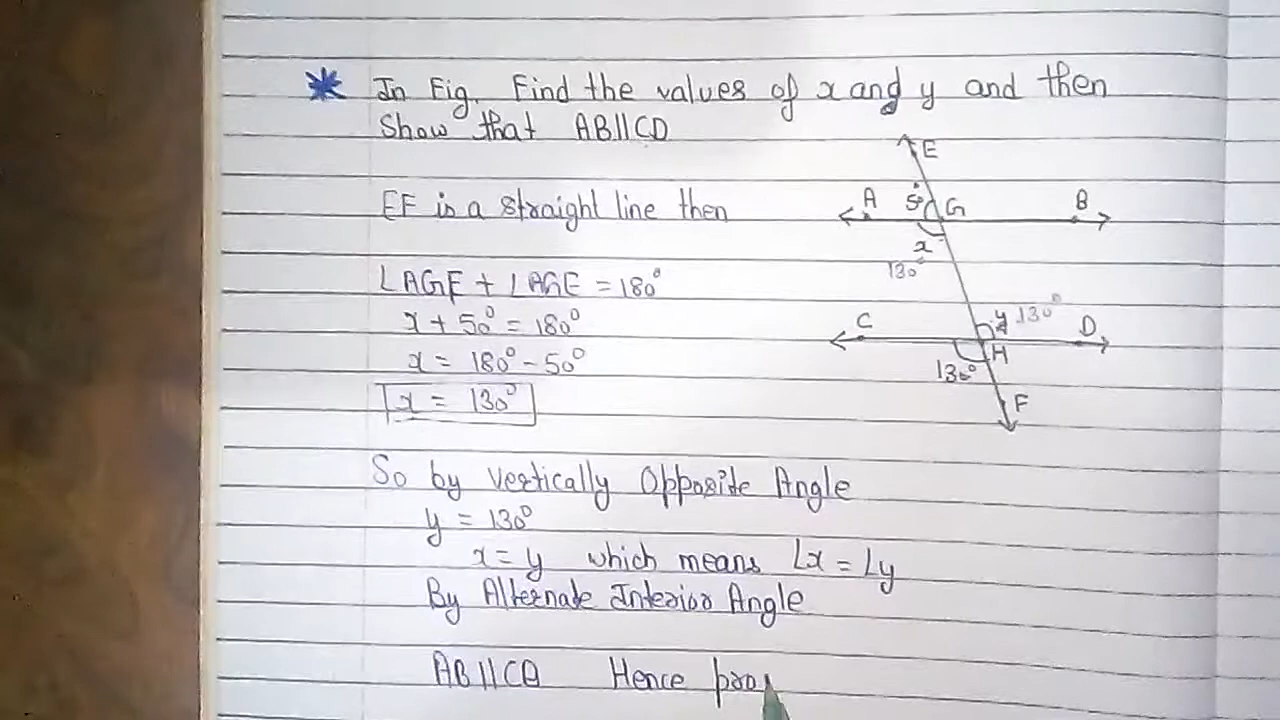 * In Fig. Find the values of x and y and then
Show that AB||CD
E
EF is a straight line then
A 50° G B
x
130°
∠AGF + ∠AGE = 180°
x + 50° = 180°
C y 130° D
x = 180° - 50°
H
130°
x = 130°
F
So by Vertically Opposite Angle
y = 130°
x = y which means ∠x = ∠y
By Alternate Interior Angle
AB||CD Hence pro